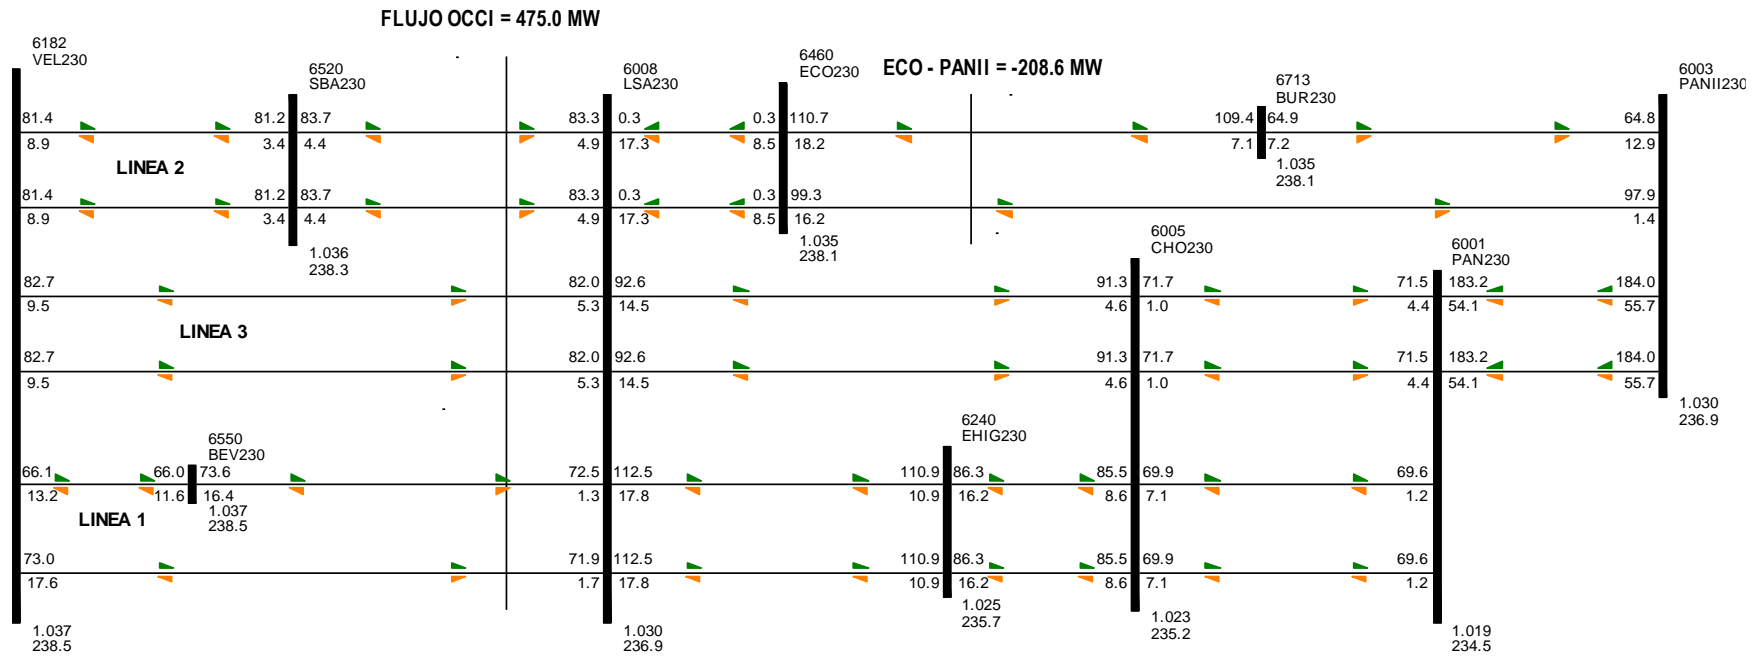 FLUJO OCCI = 475.0 MW
6182
VEL230
6520
SBA230
6008
LSA230
6460
ECO230
ECO - PANII = -208.6 MW
6713
BUR230
6003
PANII230
81.4 81.2 83.7 83.3 0.3 0.3 110.7 109.4 64.9 64.8
8.9 3.4 4.4 4.9 17.3 8.5 18.2 7.1 7.2 12.9
LINEA 2
1.035
238.1
81.4 81.2 83.7 83.3 0.3 0.3 99.3 97.9
8.9 3.4 4.4 4.9 17.3 8.5 16.2 1.4
1.036
238.3
1.035
238.1
6005
CHO230
6001
PAN230
82.7 82.0 92.6 91.3 71.7 71.5 183.2 184.0
9.5 5.3 14.5 4.6 1.0 4.4 54.1 55.7
LINEA 3
82.7 82.0 92.6 91.3 71.7 71.5 183.2 184.0
9.5 5.3 14.5 4.6 1.0 4.4 54.1 55.7
1.030
236.9
6550
BEV230
6240
EHIG230
66.1 66.0 73.6 72.5 112.5 110.9 86.3 85.5 69.9 69.6
13.2 11.6 16.4 1.3 17.8 10.9 16.2 8.6 7.1 1.2
1.037
238.5
LINEA 1
73.0 71.9 112.5 110.9 86.3 85.5 69.9 69.6
17.6 1.7 17.8 10.9 16.2 8.6 7.1 1.2
1.025
235.7
1.037
238.5
1.030
236.9
1.023
235.2
1.019
234.5